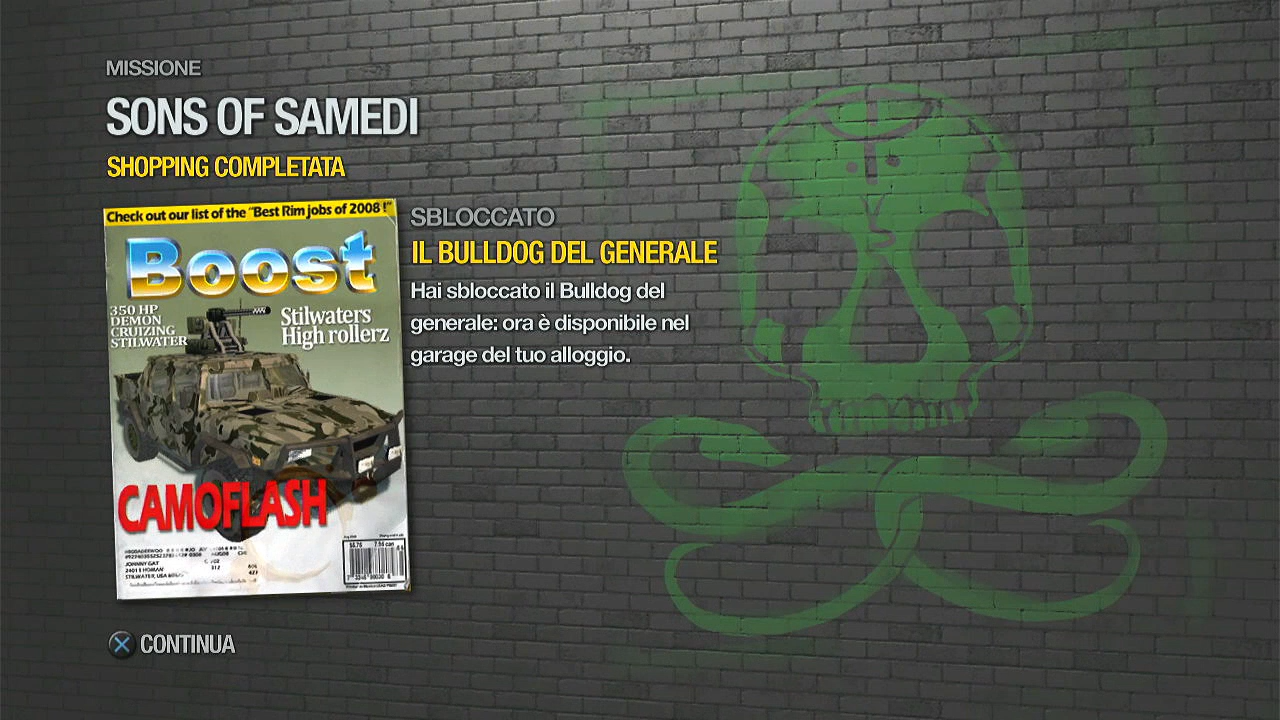 MISSIONE
SONS OF SAMEDI
SHOPPING COMPLETATA
Check out our list of the "Best Rim jobs of 2008 !"
Boost
350 HP
DEMON
CRUIZING
STILWATER
Stilwaters
High rollerz
CAMOFLASH
JOHNNY GAT
2401 S HOMAN
STILWATER, USA
SBLOCCATO
IL BULLDOG DEL GENERALE
Hai sbloccato il Bulldog del
generale: ora è disponibile nel
garage del tuo alloggio.
CONTINUA